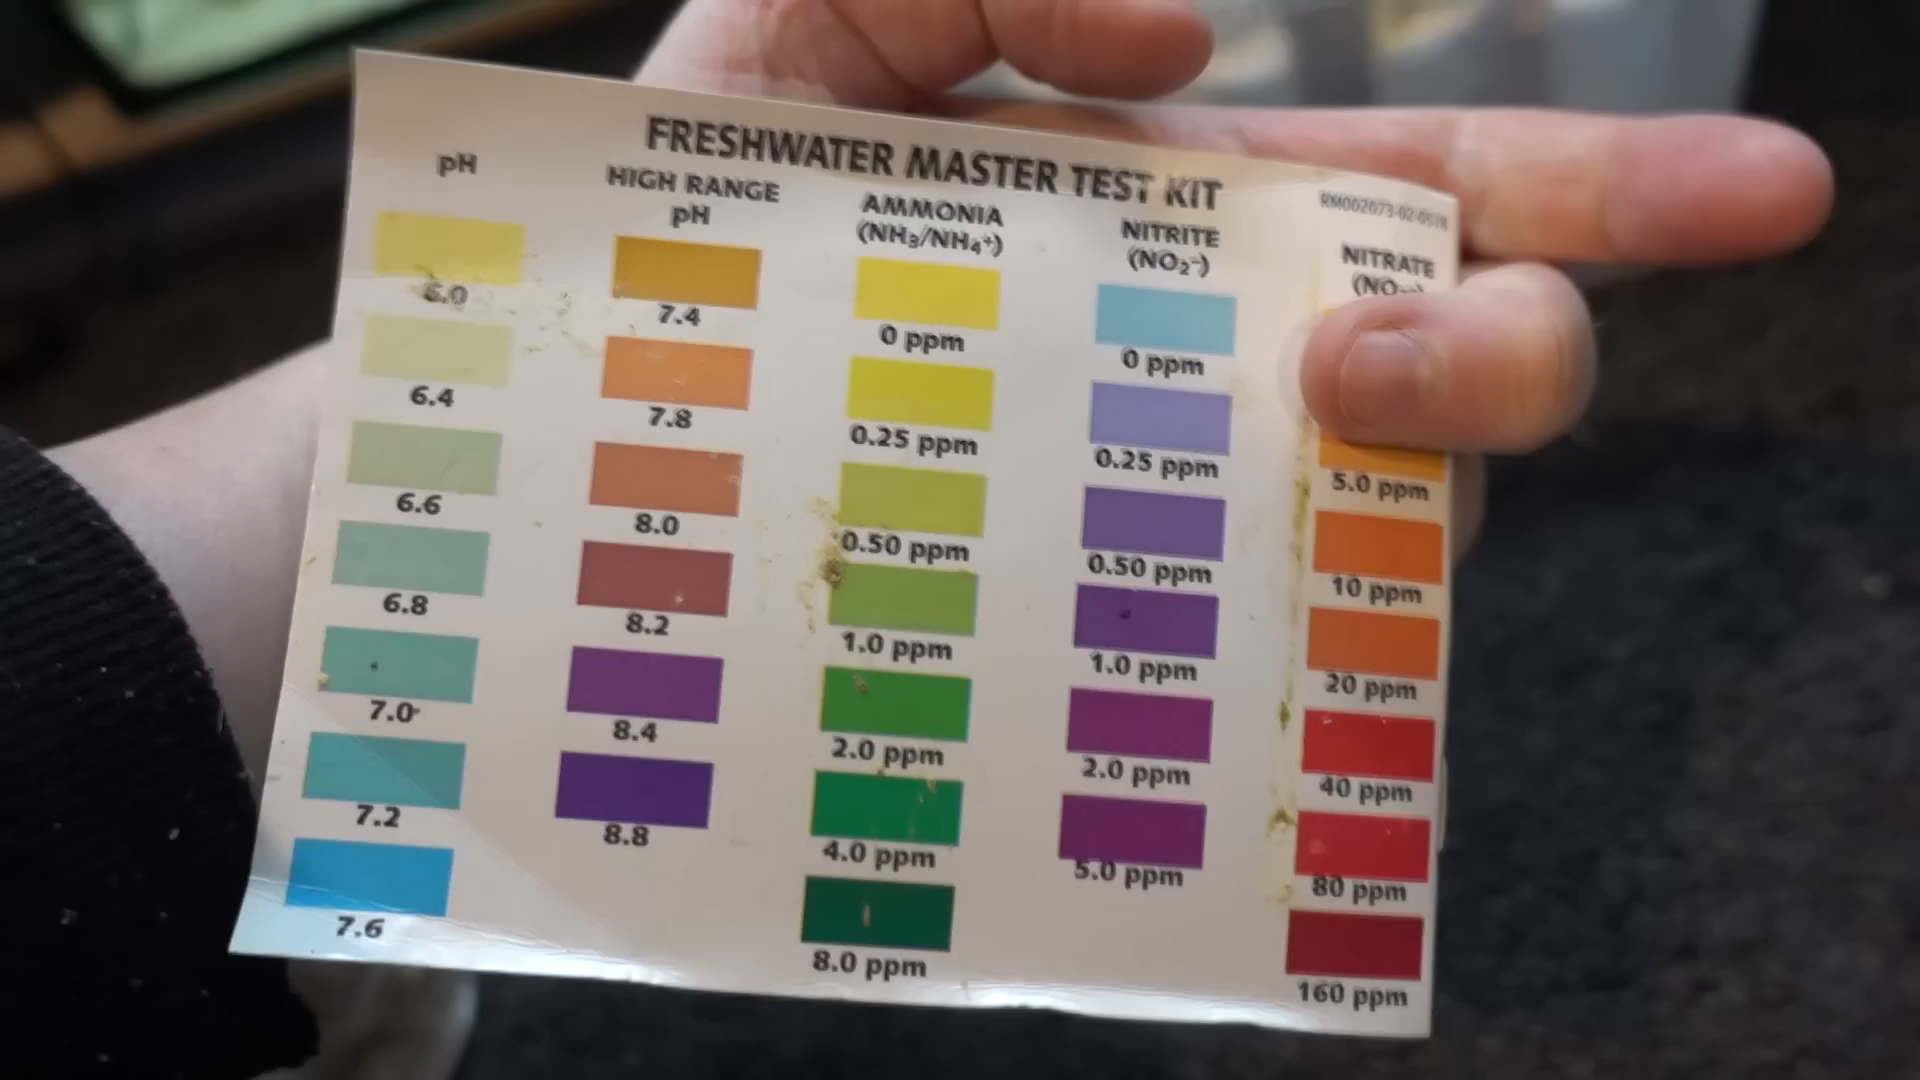 FRESHWATER MASTER TEST KIT
pH
6.0
6.4
6.6
6.8
7.0
7.2
7.6
HIGH RANGE
pH
7.4
7.8
8.0
8.2
8.4
8.8
AMMONIA
(NH₃/NH₄⁺)
0 ppm
0.25 ppm
0.50 ppm
1.0 ppm
2.0 ppm
4.0 ppm
8.0 ppm
NITRITE
(NO₂⁻)
0 ppm
0.25 ppm
0.50 ppm
1.0 ppm
2.0 ppm
5.0 ppm
NITRATE
(NO
5.0 ppm
10 ppm
20 ppm
40 ppm
80 ppm
160 ppm